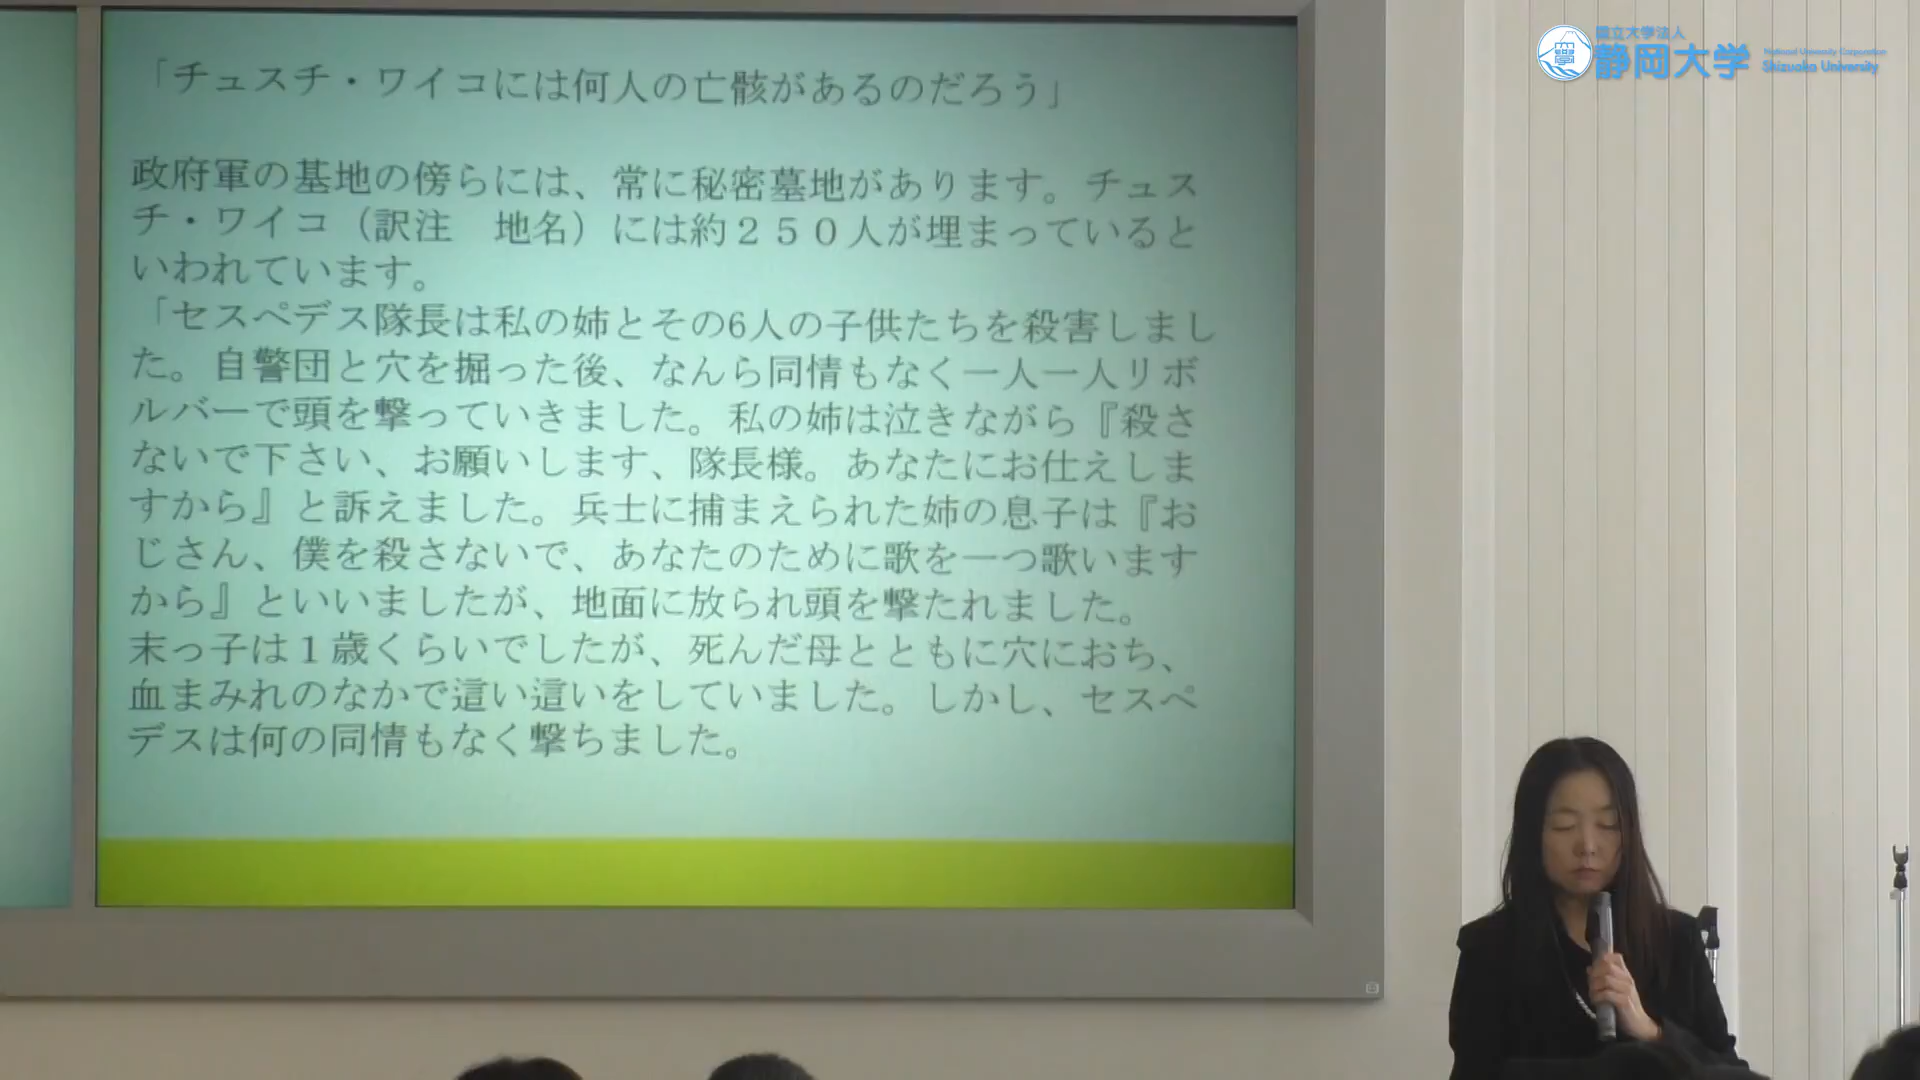 「チュスチ・ワイコには何人の亡骸があるのだろう」
政府軍の基地の傍らには、常に秘密墓地があります。チュス
チ・ワイコ（訳注　地名）には約２５０人が埋まっていると
いわれています。
「セスペデス隊長は私の姉とその6人の子供たちを殺害しまし
た。自警団と穴を掘った後、なんら同情もなく一人一人リボ
ルバーで頭を撃っていきました。私の姉は泣きながら『殺さ
ないで下さい、お願いします、隊長様。あなたにお仕えしま
すから』と訴えました。兵士に捕まえられた姉の息子は『お
じさん、僕を殺さないで、あなたのために歌を一つ歌います
から』といいましたが、地面に放られ頭を撃たれました。
末っ子は１歳くらいでしたが、死んだ母とともに穴におち、
血まみれのなかで這い這いをしていました。しかし、セスペ
デスは何の同情もなく撃ちました。
国立大学法人
静岡大学
National University Corporation
Shizuoka University